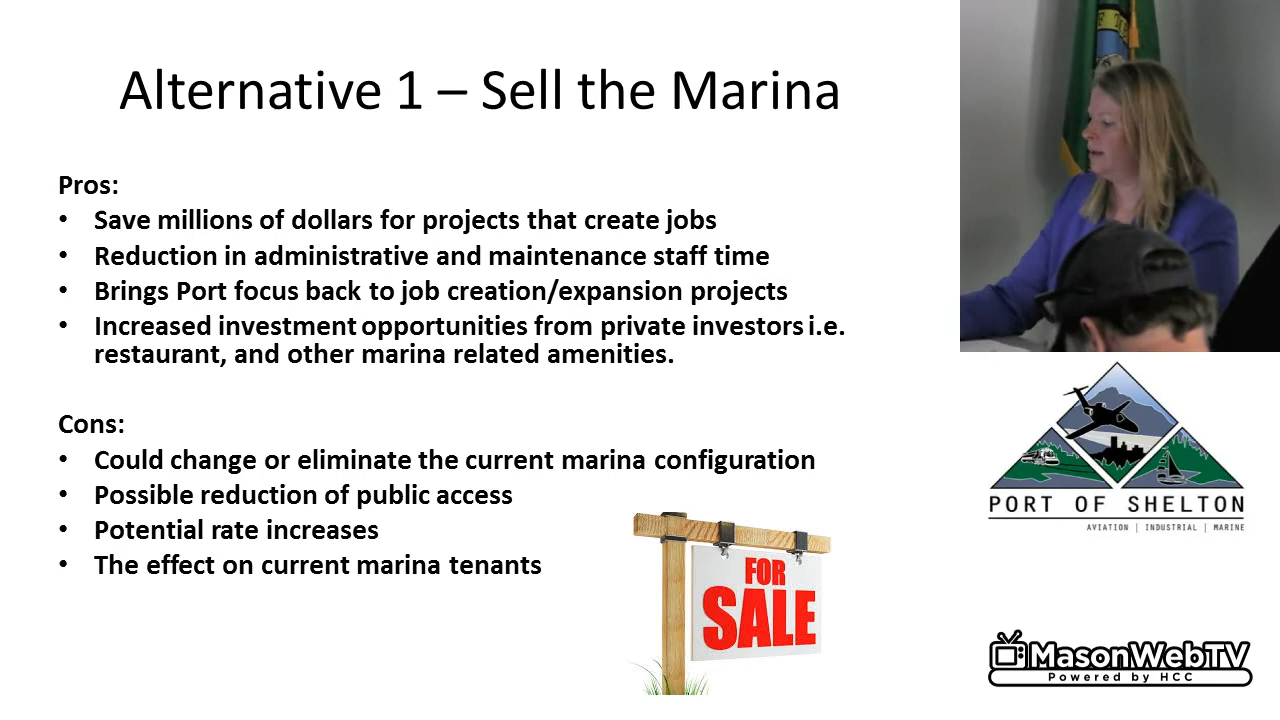 Alternative 1 – Sell the Marina
Pros:
• Save millions of dollars for projects that create jobs
• Reduction in administrative and maintenance staff time
• Brings Port focus back to job creation/expansion projects
• Increased investment opportunities from private investors i.e.
restaurant, and other marina related amenities.
Cons:
• Could change or eliminate the current marina configuration
• Possible reduction of public access
• Potential rate increases
• The effect on current marina tenants
FOR
SALE
PORT OF SHELTON
AVIATION | INDUSTRIAL | MARINE
MasonWebTV
Powered by HCC